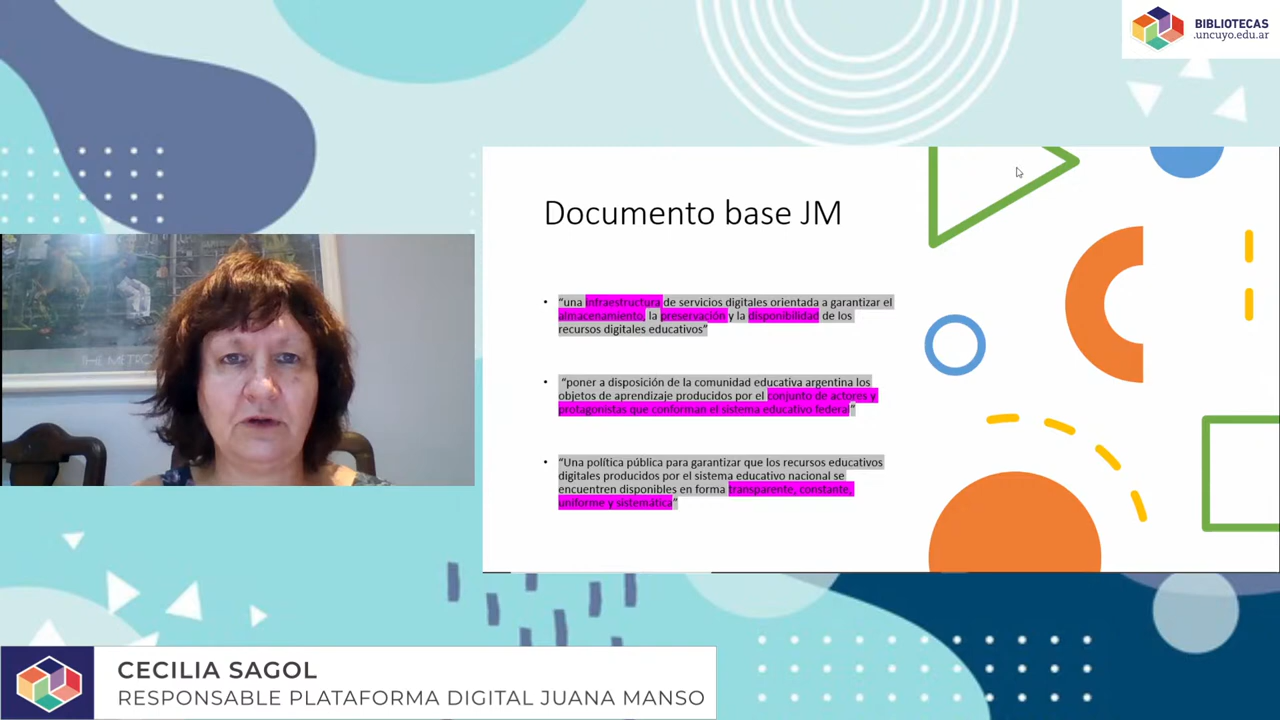 BIBLIOTECAS
.uncuyo.edu.ar
THE METRO
Documento base JM
• “una infraestructura de servicios digitales orientada a garantizar el
almacenamiento, la preservación y la disponibilidad de los
recursos digitales educativos”
• “poner a disposición de la comunidad educativa argentina los
objetos de aprendizaje producidos por el conjunto de actores y
protagonistas que conforman el sistema educativo federal”
• “Una política pública para garantizar que los recursos educativos
digitales producidos por el sistema educativo nacional se
encuentren disponibles en forma transparente, constante,
uniforme y sistemática”
CECILIA SAGOL
RESPONSABLE PLATAFORMA DIGITAL JUANA MANSO